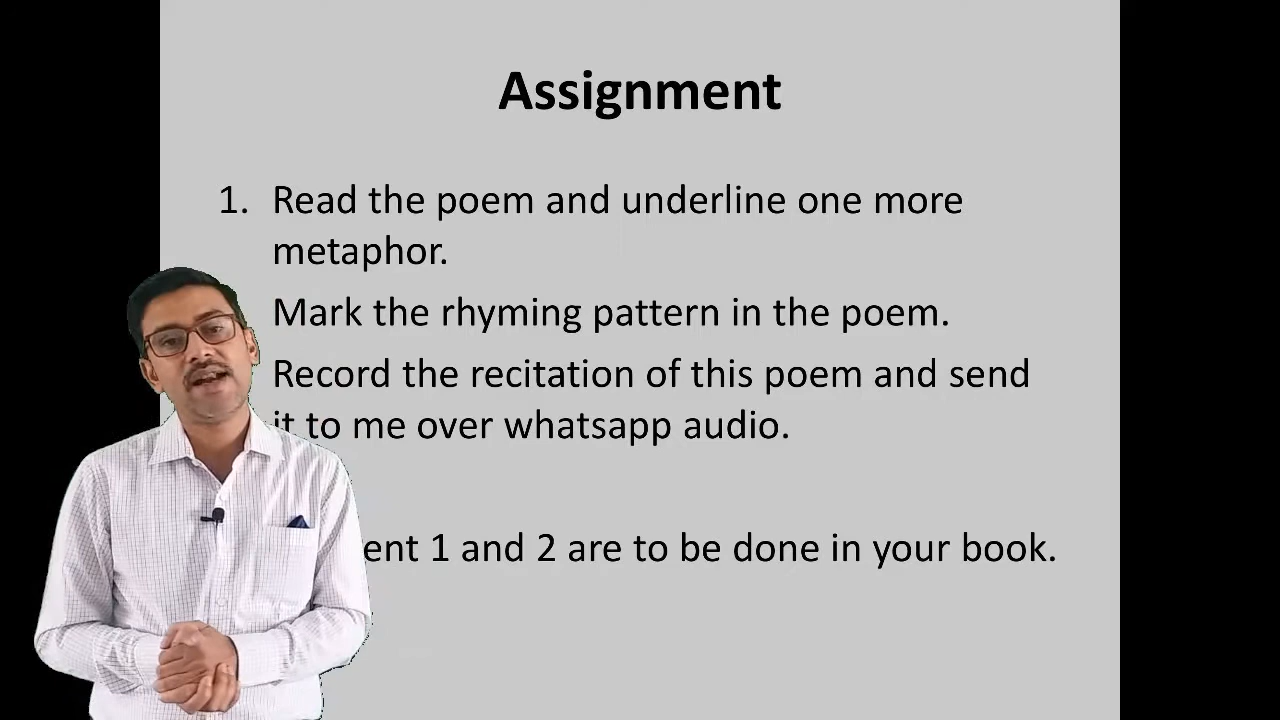 Assignment
1. Read the poem and underline one more
metaphor.
Mark the rhyming pattern in the poem.
Record the recitation of this poem and send
it to me over whatsapp audio.
1 and 2 are to be done in your book.